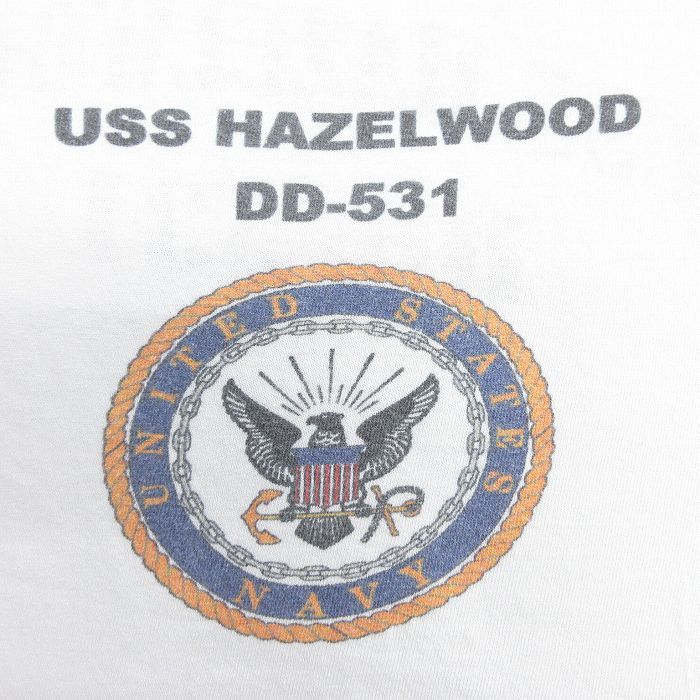 USS HAZELWOOD
DD-531
UNITED STATES
NAVY